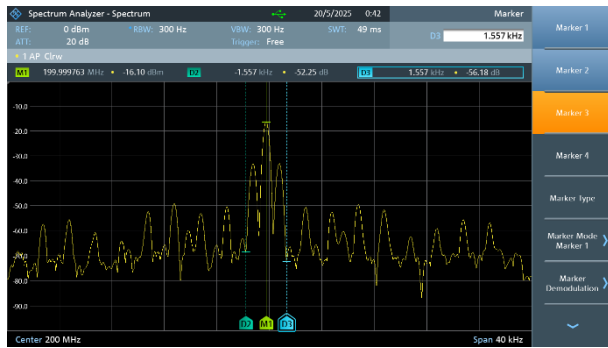 Spectrum Analyzer - Spectrum 20/5/2025 0:42 Marker
REF: 0 dBm RBW: 300 Hz VBW: 300 Hz SWT: 49 ms
ATT: 20 dB Trigger: Free D3 1.557 kHz
• 1 AP Clrw
M1 199.999763 MHz • -16.10 dBm D2 -1.557 kHz • -52.25 dB D3 1.557 kHz • -56.18 dB
-10.0
-20.0
-30.0
-40.0
-50.0
-60.0
-70.0
-80.0
-90.0
D2 M1 D3
Center 200 MHz Span 40 kHz
Marker 1
Marker 2
Marker 3
Marker 4
Marker Type
Marker Mode
Marker 1
Marker
Demodulation